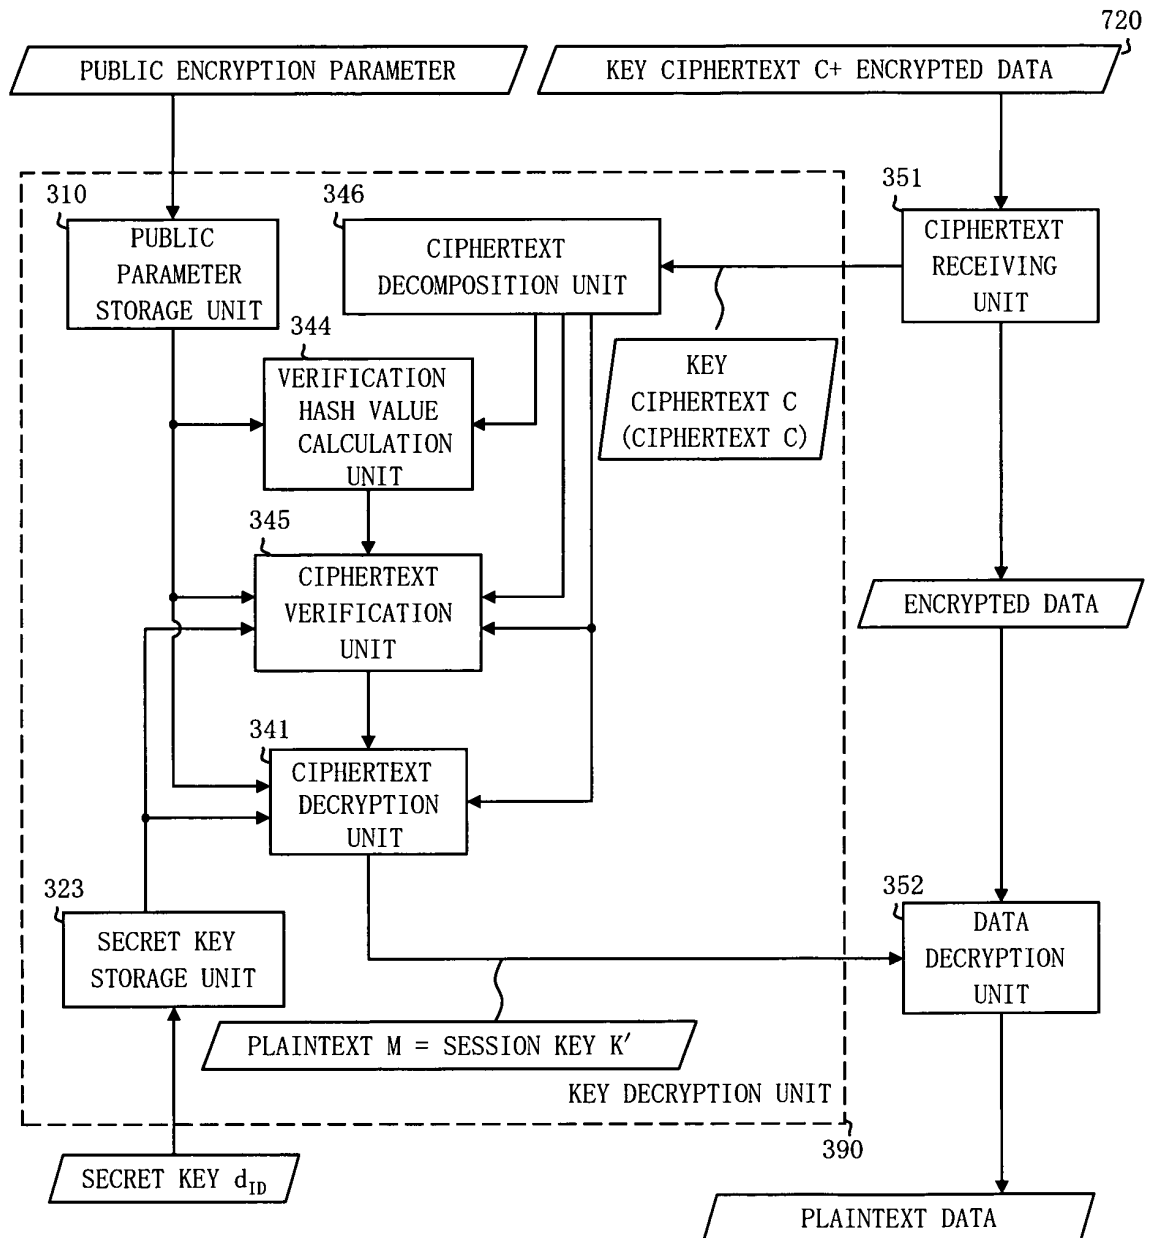 720
PUBLIC ENCRYPTION PARAMETER
KEY CIPHERTEXT C+ ENCRYPTED DATA
310
PUBLIC
PARAMETER
STORAGE UNIT
346
CIPHERTEXT
DECOMPOSITION UNIT
351
CIPHERTEXT
RECEIVING
UNIT
344
VERIFICATION
HASH VALUE
CALCULATION
UNIT
KEY
CIPHERTEXT C
(CIPHERTEXT C)
345
CIPHERTEXT
VERIFICATION
UNIT
ENCRYPTED DATA
341
CIPHERTEXT
DECRYPTION
UNIT
323
SECRET KEY
STORAGE UNIT
352
DATA
DECRYPTION
UNIT
PLAINTEXT M = SESSION KEY K′
KEY DECRYPTION UNIT
390
SECRET KEY d_ID
PLAINTEXT DATA